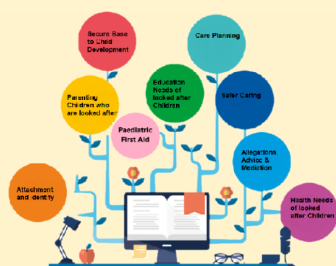 Secure Base
to Child
Development
Care Planning
Education
Needs of
looked after
Children
Safer Caring
Parenting
Children who
are looked after
Paediatric
First Aid
Allegations,
Advice &
Mediation
Attachment
and Identity
Health Needs
of looked
after Children